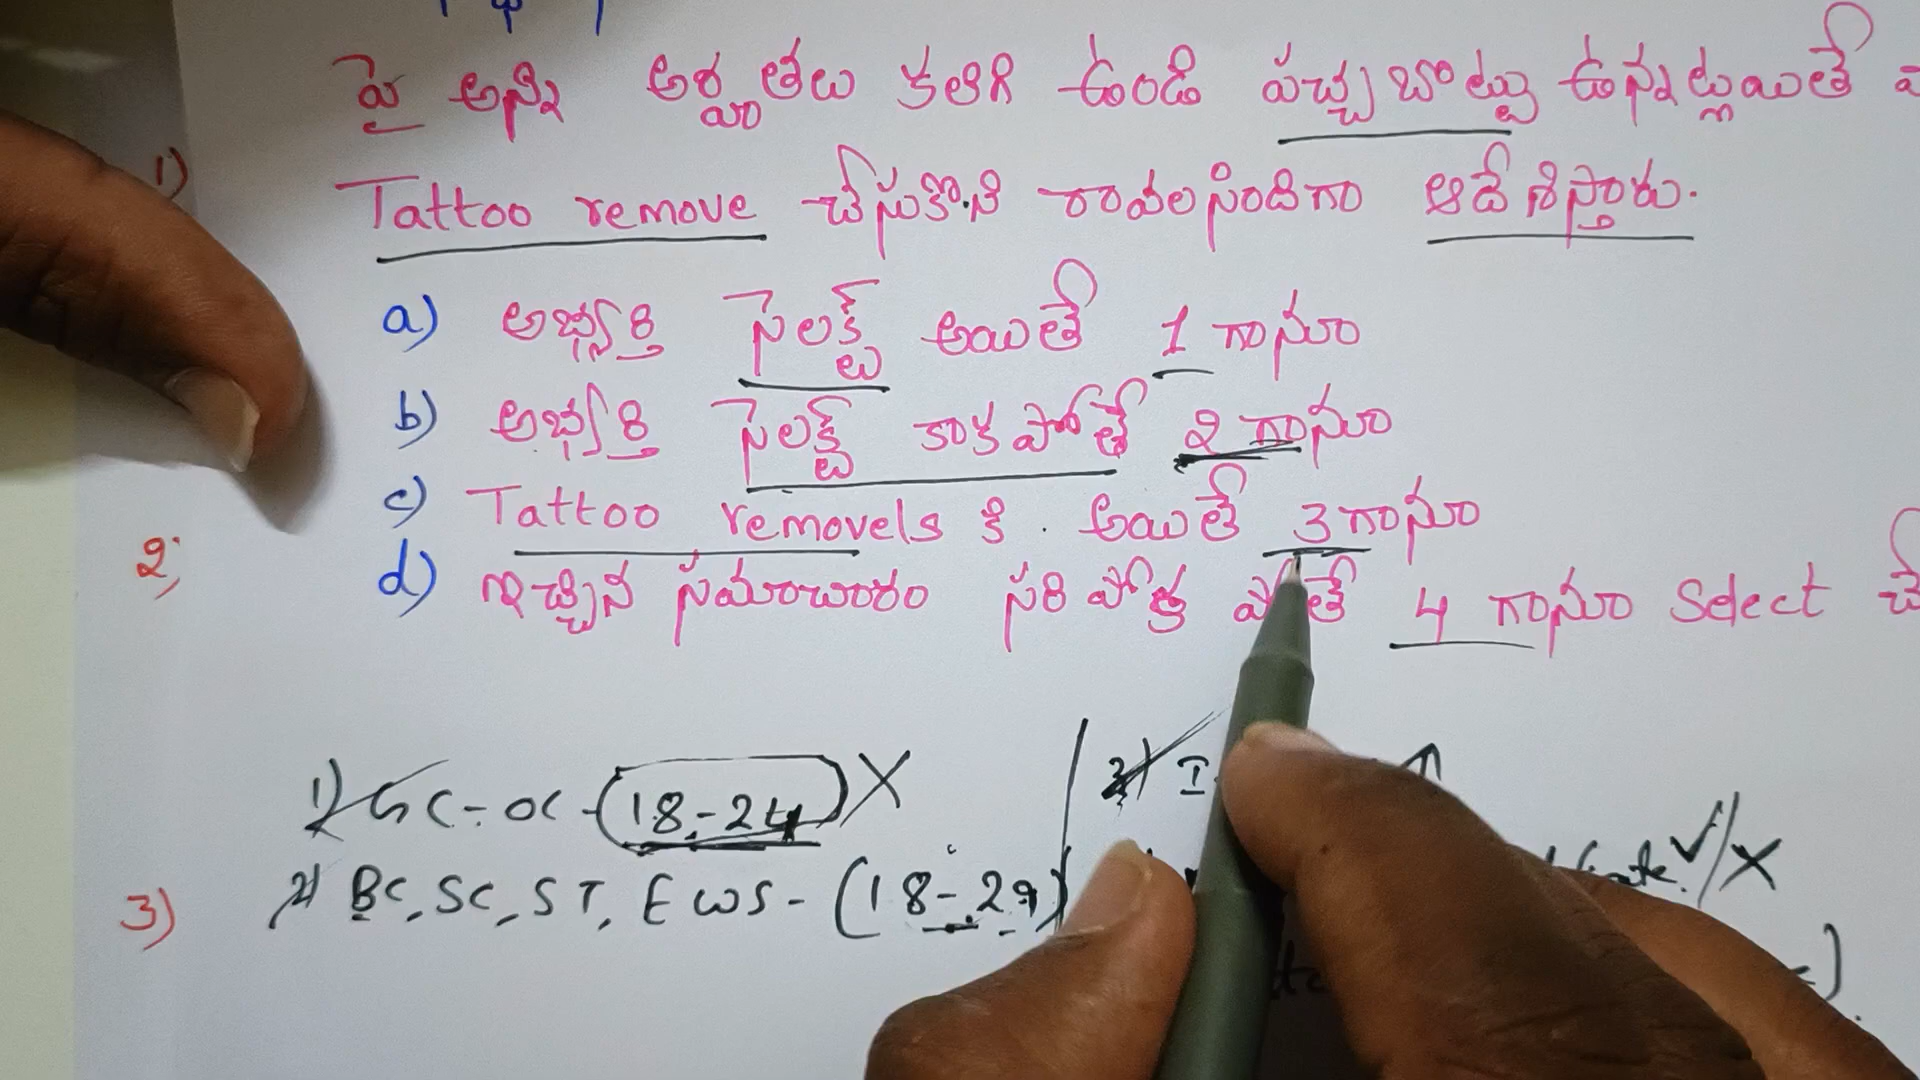 పై అన్ని అర్హతలు కలిగి ఉండి పచ్చబొట్టు ఉన్నట్లుయితే
1) Tattoo remove చేసుకొని రావలసిందిగా ఆదేశిస్తారు.
a) అభ్యర్తి సెలక్ట్ అయితే 1 గానూ
b) అభ్యర్తి సెలక్ట్ కాకపోతే 2 గానూ
c) Tattoo removels కి అయితే 3 గానూ
2) d) ఇచ్చిన సమాచారం సరి పోక పోతే 4 గానూ Select చే
1) GC - OC - (18 - 24) X
3) 2) BC, SC, ST, EWS - (18 - 29)